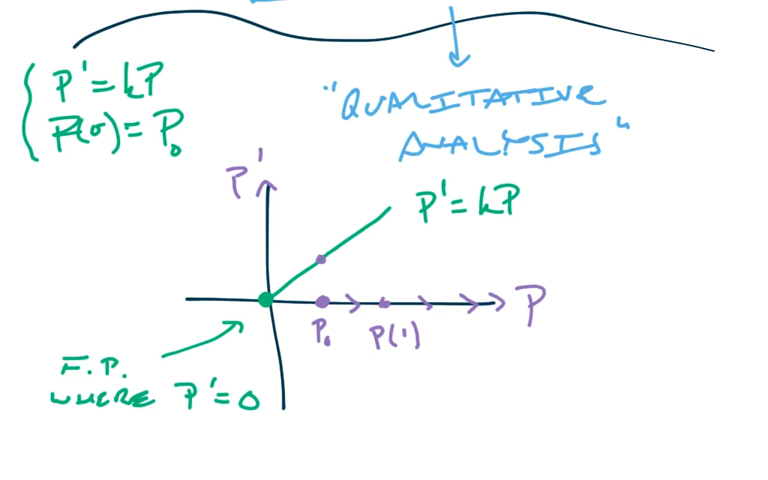 P' = kP
P(0) = P₀
"QUALITATIVE
ANALYSIS"
P'
P' = kP
P
P₀
P(1)
F.P.
WHERE P' = 0